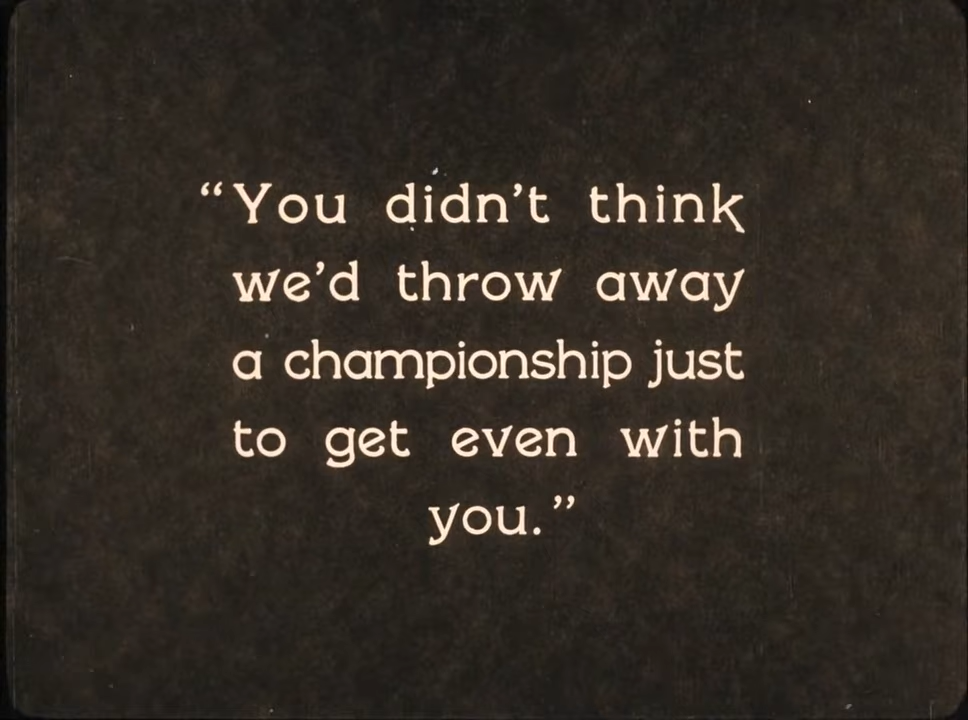 “You didn’t think
we’d throw away
a championship just
to get even with
you.”